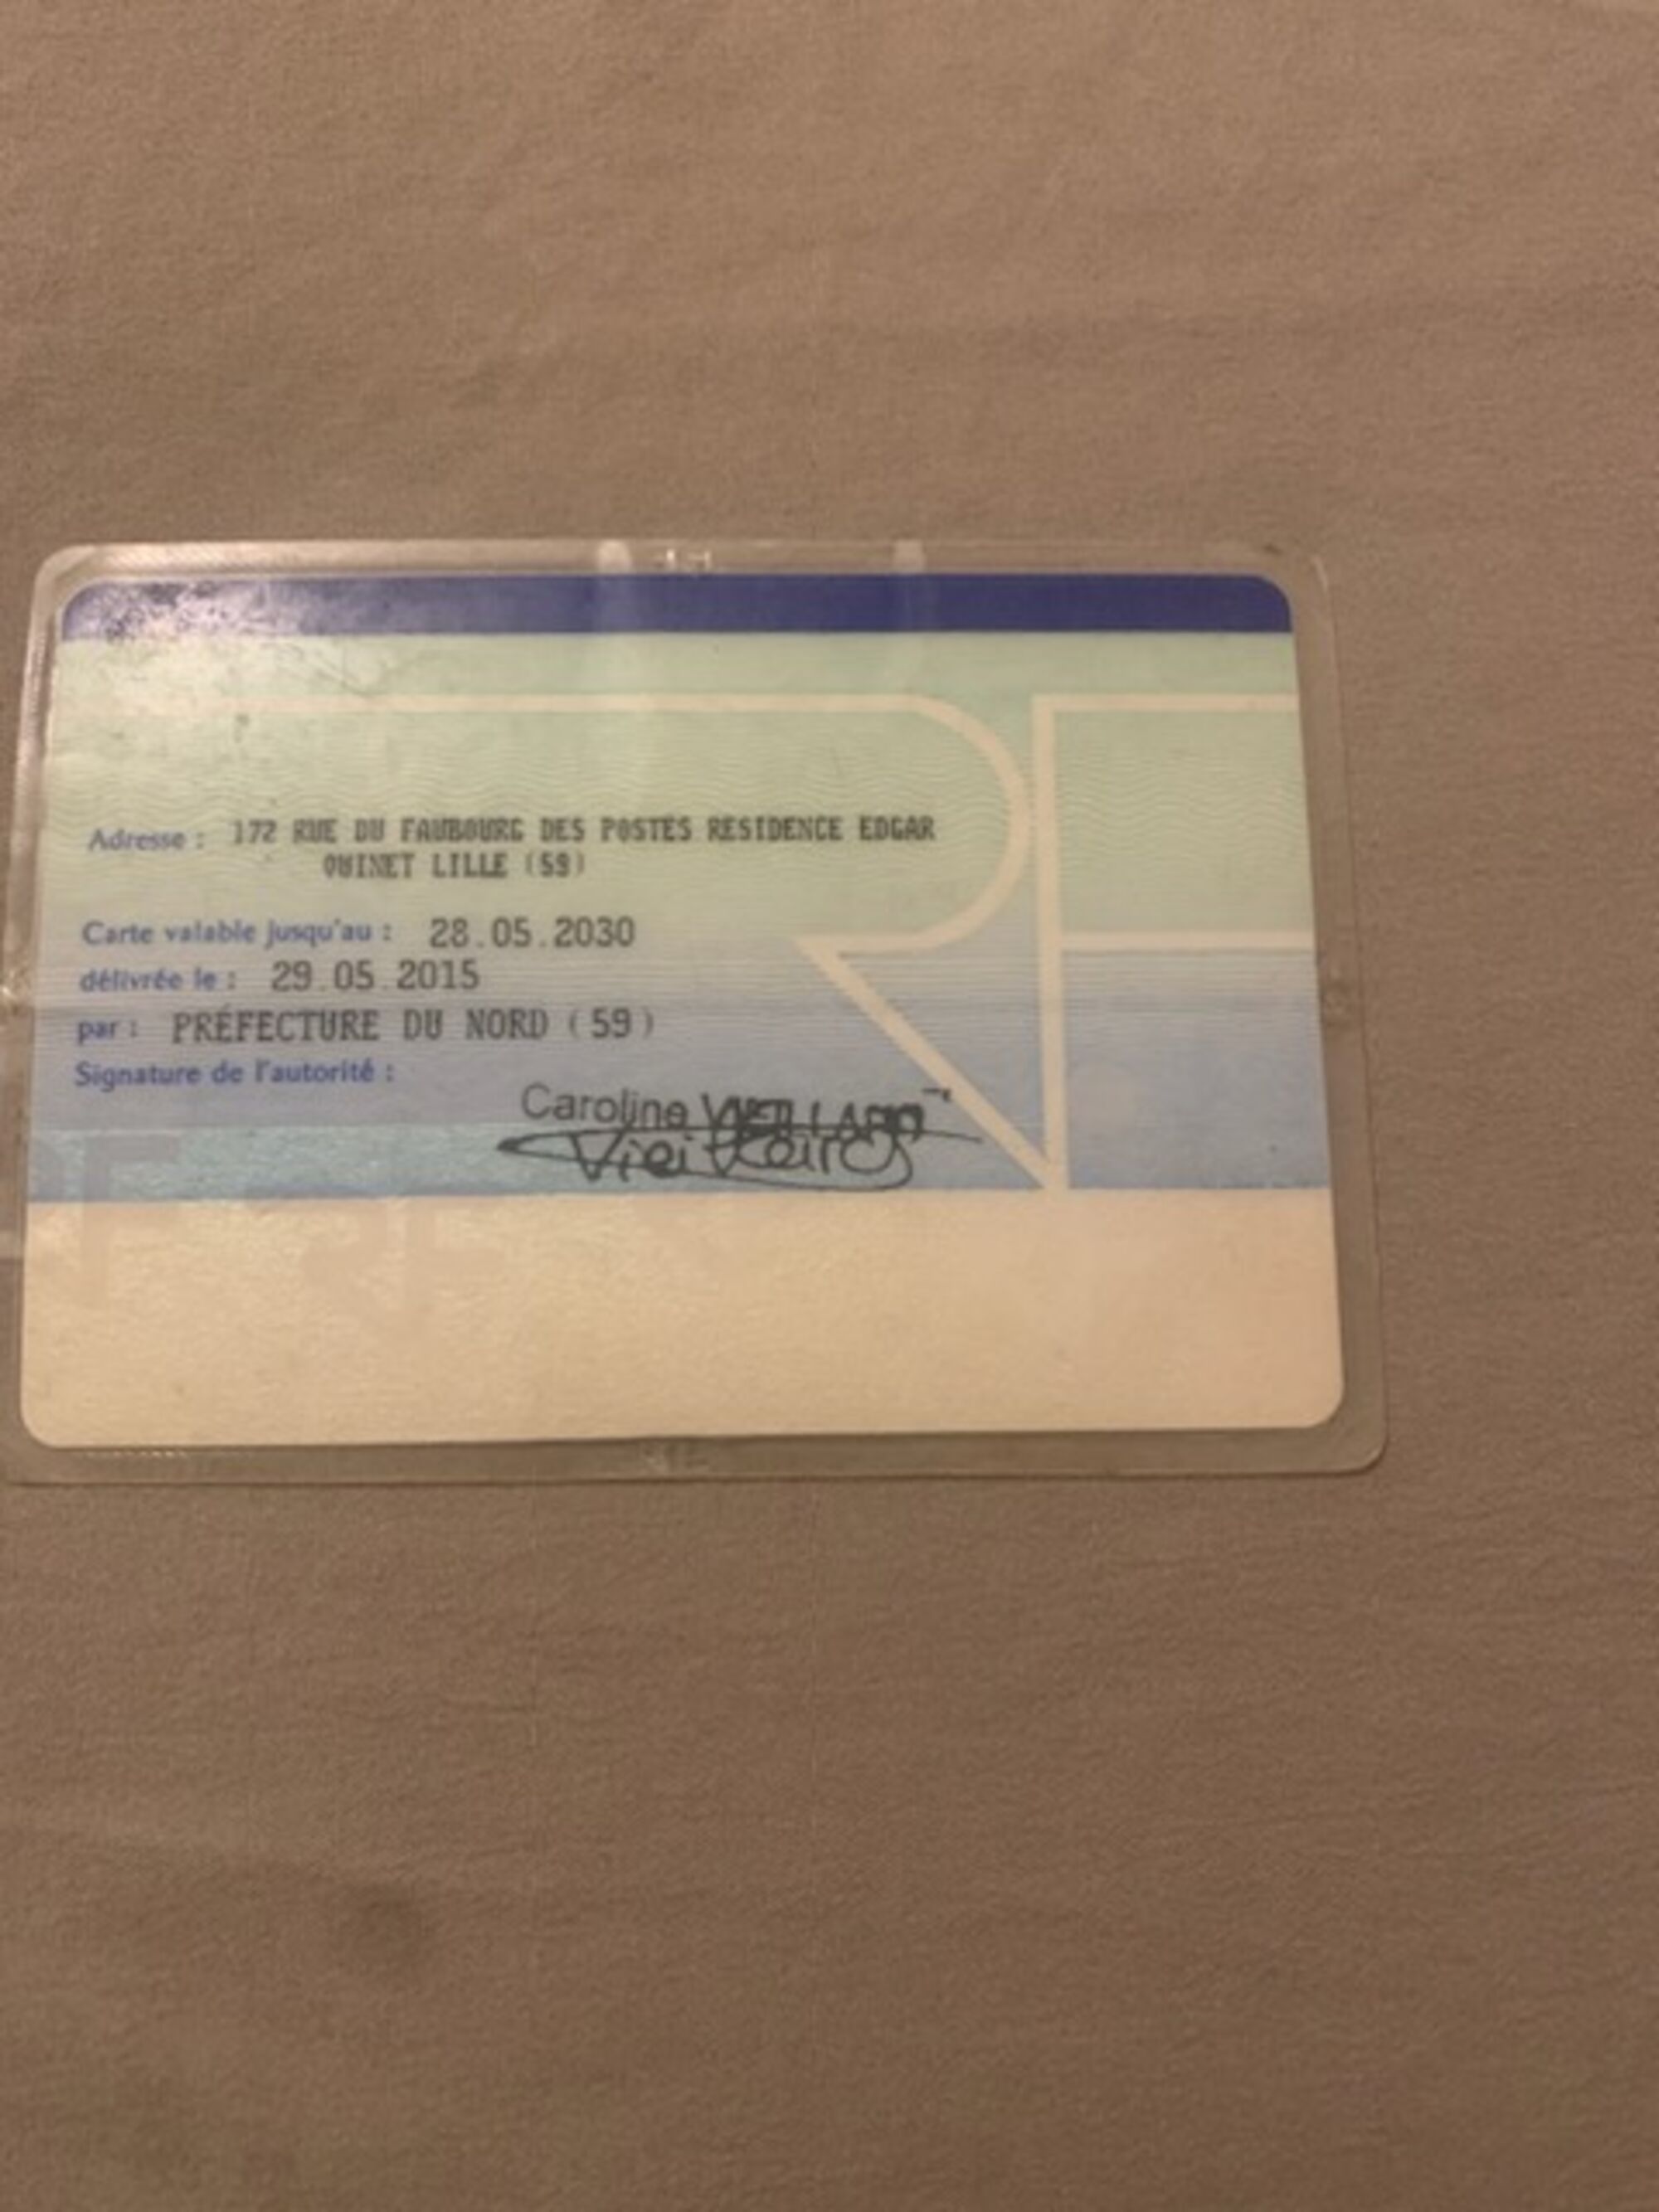 Adresse : 172 RUE DU FAUBOURG DES POSTES RESIDENCE EDGAR
QUINET LILLE (59)
Carte valable jusqu'au : 28.05.2030
délivrée le : 29.05.2015
par : PRÉFECTURE DU NORD (59)
Signature de l'autorité :
Caroline
RF